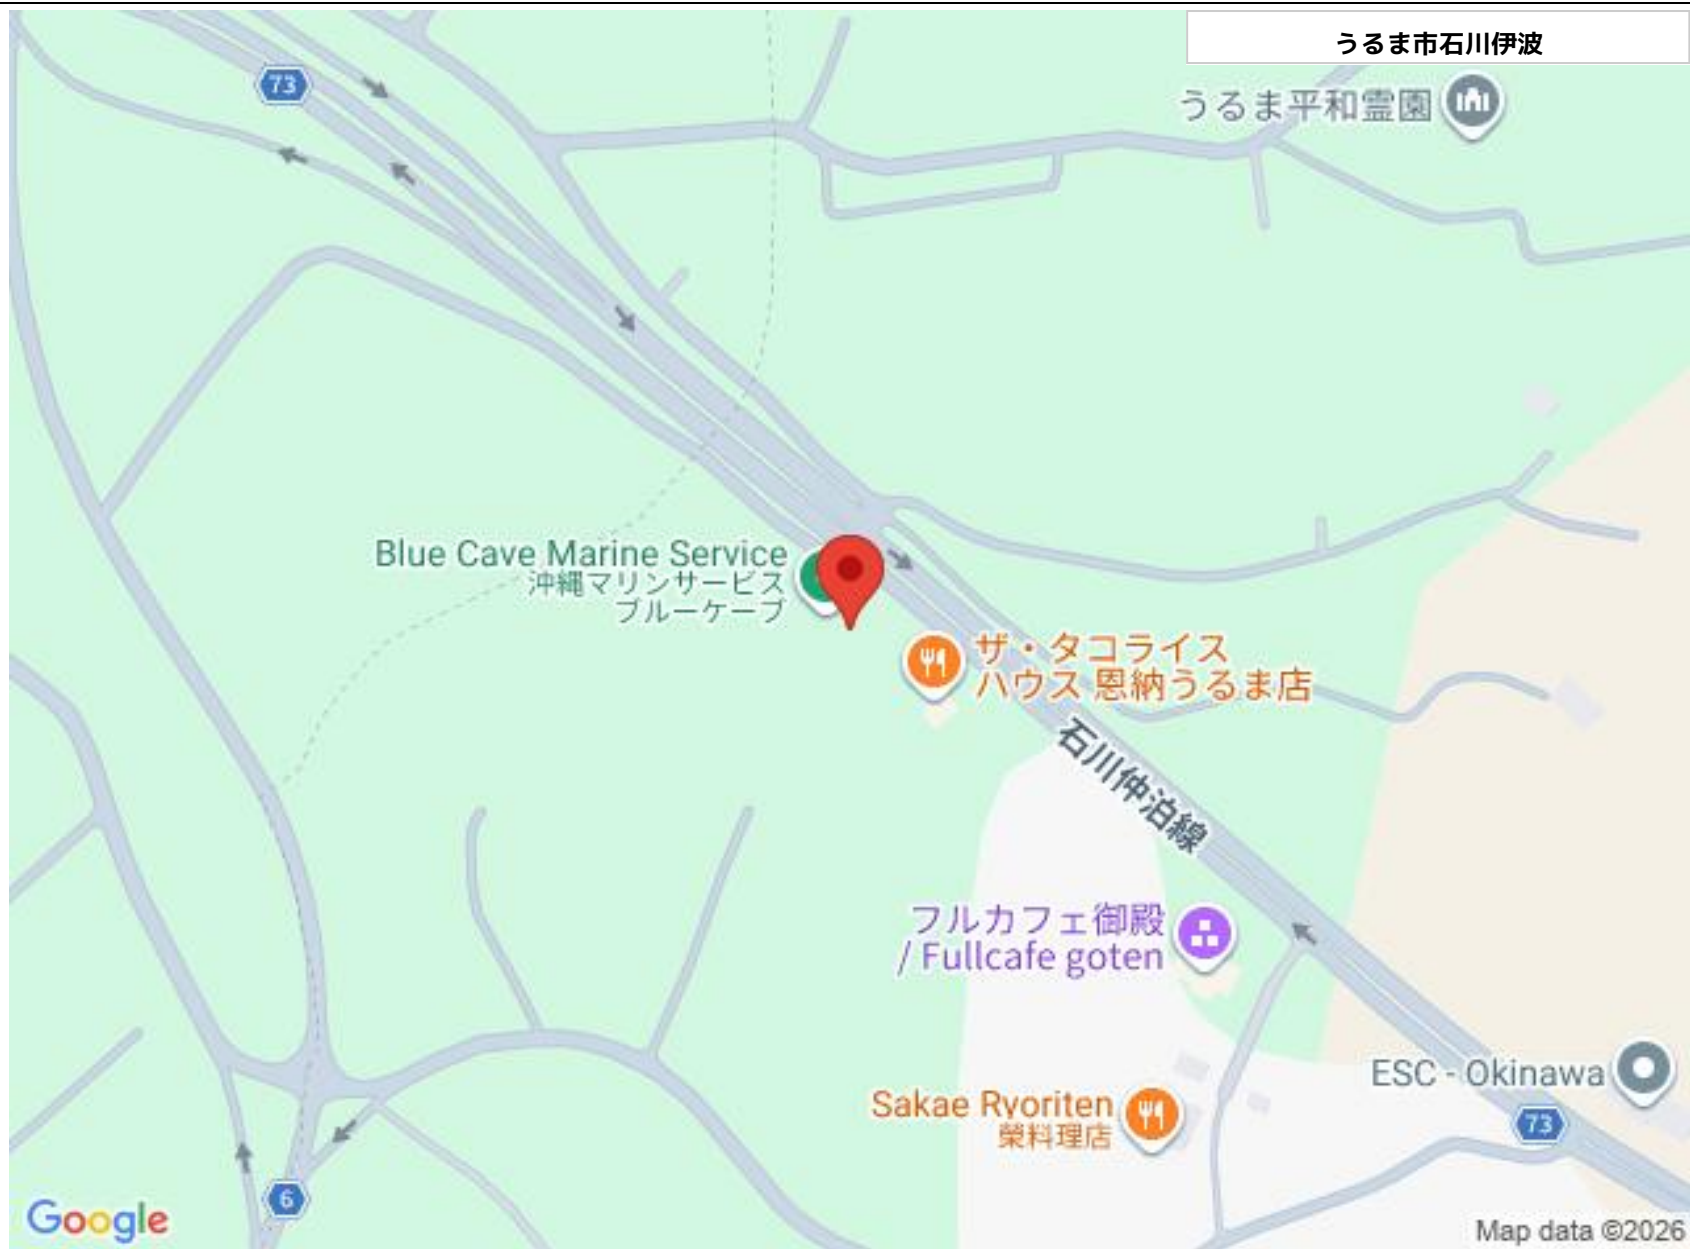 うるま市石川伊波
73
うるま平和霊園
Blue Cave Marine Service
沖縄マリンサービス
ブルーケーブ
ザ・タコライス
ハウス 恩納うるま店
石川仲泊線
フルカフェ御殿
/ Fullcafe goten
ESC - Okinawa
Sakae Ryoriten
榮料理店
73
6
Google
Map data ©2026